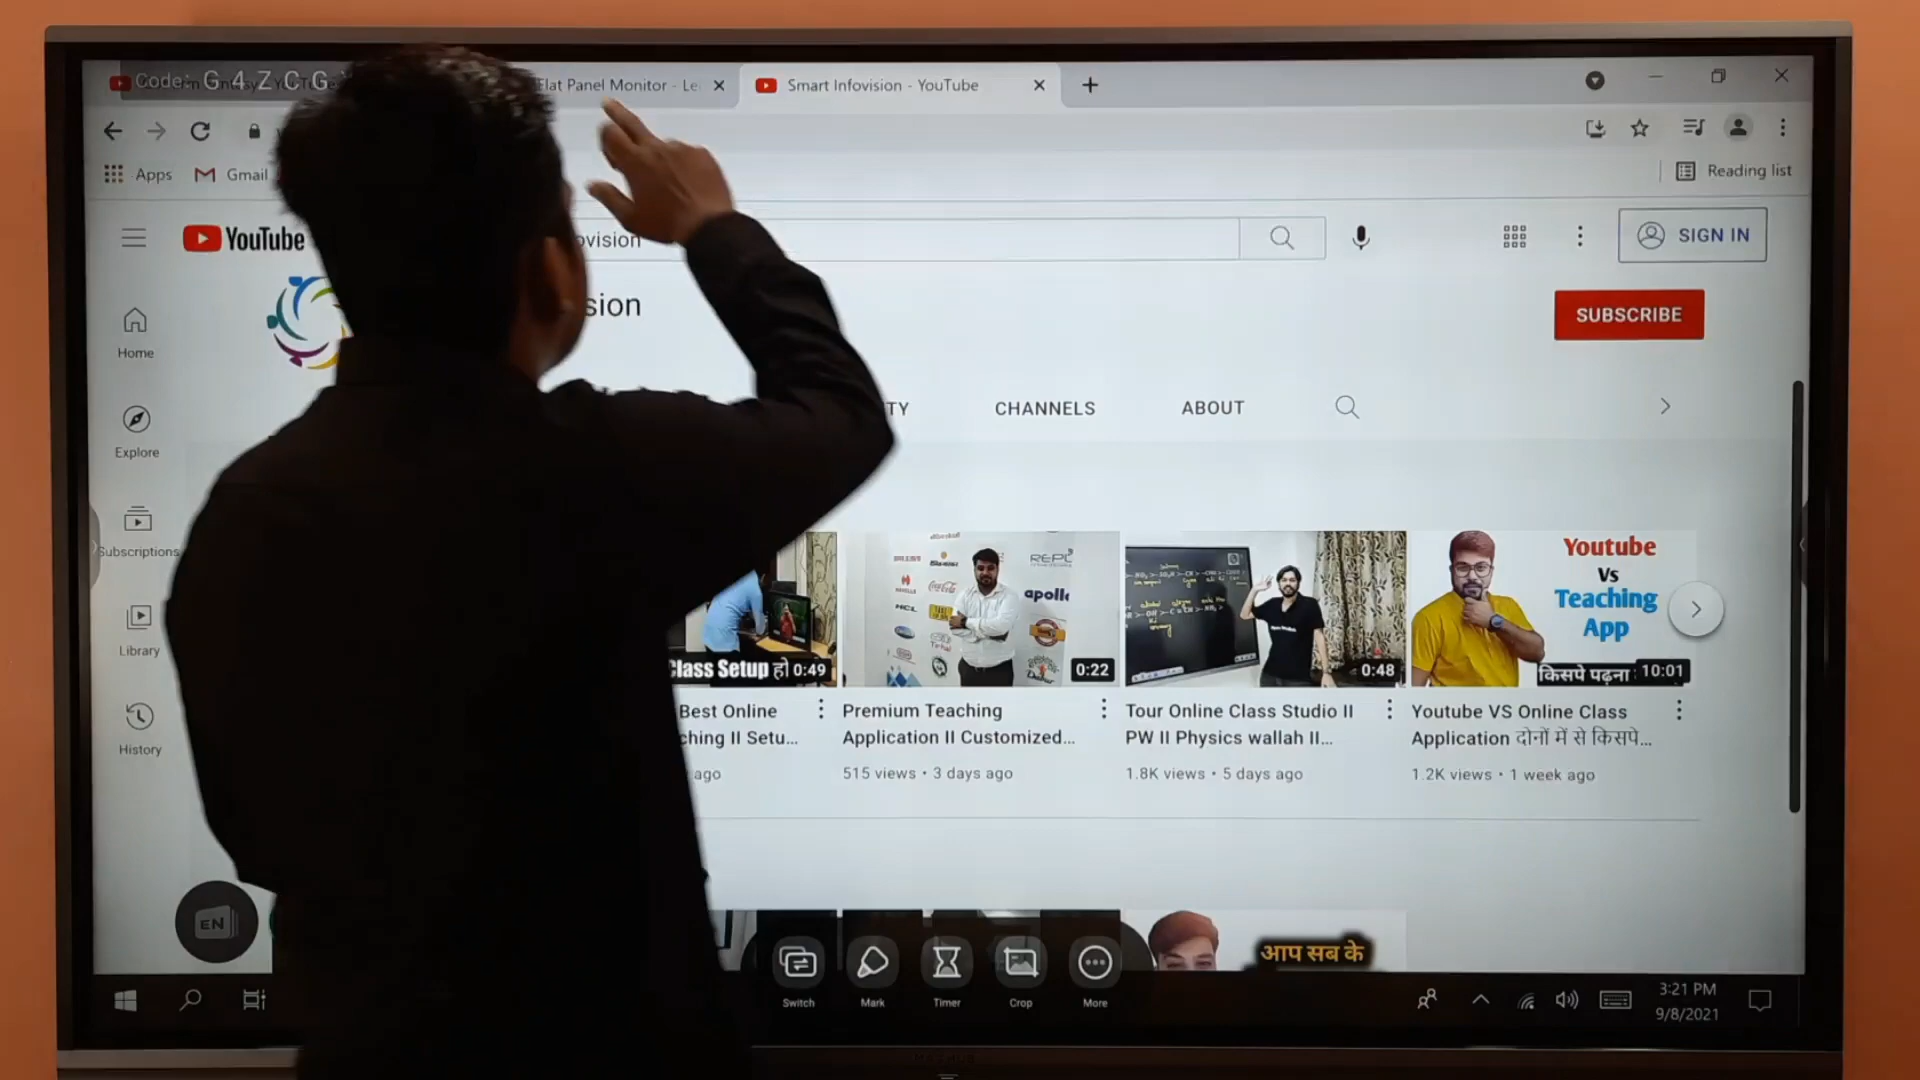 Code: G 4 Z C G
Flat Panel Monitor - Le
Smart Infovision - YouTube
Apps
Gmail
Reading list
YouTube
ovision
SIGN IN
sion
SUBSCRIBE
TY
CHANNELS
ABOUT
Home
Explore
Subscriptions
Library
History
Class Setup हो 0:49
REPL
apollo
0:22
0:48
Youtube
Vs
Teaching
App
किसपे पढ़ना
10:01
Best Online
ching II Setu...
ago
Premium Teaching
Application II Customized...
515 views • 3 days ago
Tour Online Class Studio II
PW II Physics wallah II...
1.8K views • 5 days ago
Youtube VS Online Class
Application दोनों में से किसपे...
1.2K views • 1 week ago
EN
आप सब के
Switch
Mark
Timer
Crop
More
3:21 PM
9/8/2021